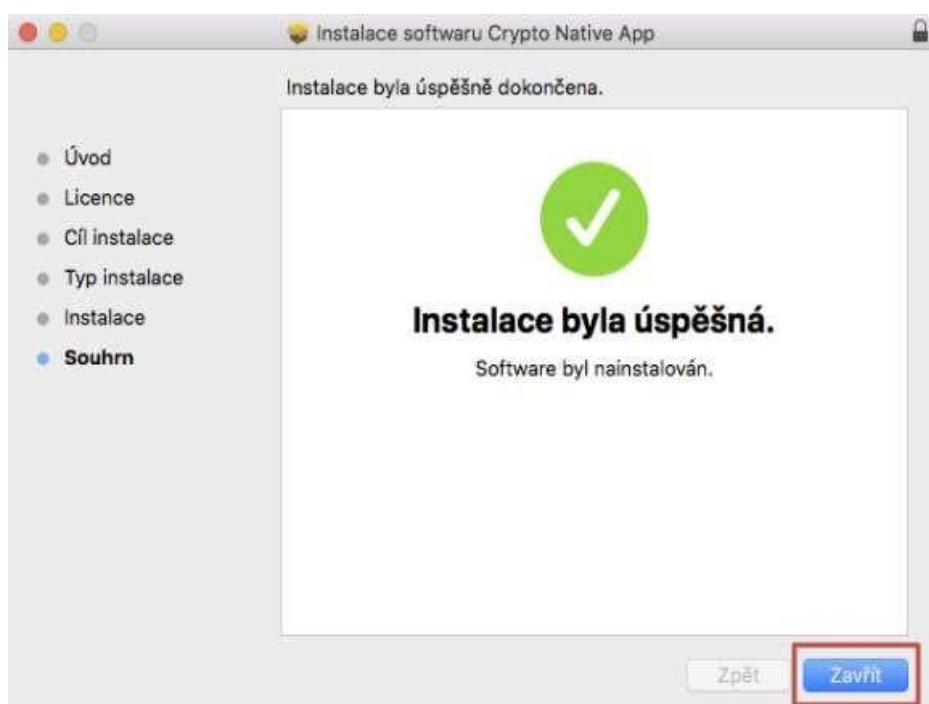 Instalace softwaru Crypto Native App
Instalace byla úspěšně dokončena.
Úvod
Licence
Cíl instalace
Typ instalace
Instalace
Souhrn
Instalace byla úspěšná.
Software byl nainstalován.
Zpět
Zavřít